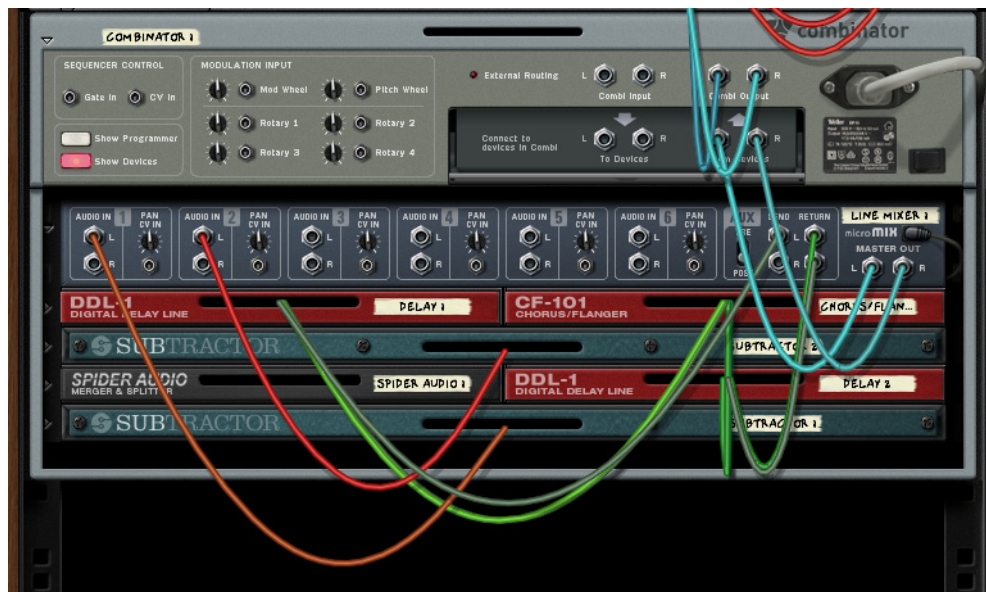 COMBINATOR 1
combinator
SEQUENCER CONTROL
Gate In
CV In
Show Programmer
Show Devices
MODULATION INPUT
Mod Wheel
Pitch Wheel
Rotary 1
Rotary 2
Rotary 3
Rotary 4
External Routing
L
R
Combi Input
L
R
Combi Output
Connect to
devices in Combi
L
R
To Devices
R
Devices
AUDIO IN 1
PAN
CV IN
L
R
AUDIO IN 2
PAN
CV IN
L
R
AUDIO IN 3
PAN
CV IN
L
R
AUDIO IN 4
PAN
CV IN
L
R
AUDIO IN 5
PAN
CV IN
L
R
AUDIO IN 6
PAN
CV IN
L
R
AUX
SEND
RETURN
L
R
LINE MIXER 1
microMIX
MASTER OUT
L
R
DDL-1
DIGITAL DELAY LINE
DELAY 1
CF-101
CHORUS/FLANGER
CHORUS/FLAN...
SUBTRACTOR
SUBTRACTOR 2
SPIDER AUDIO
MERGER & SPLITTER
SPIDER AUDIO 1
DDL-1
DIGITAL DELAY LINE
DELAY 2
SUBTRACTOR
SUBTRACTOR 1